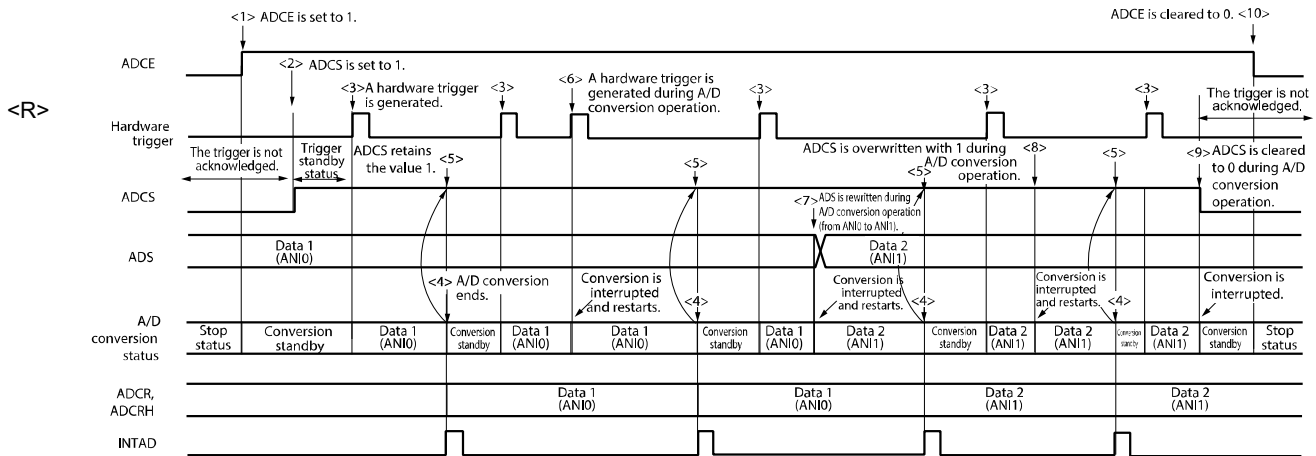 <1> ADCE is set to 1.
ADCE is cleared to 0. <10>
ADCE
<2> ADCS is set to 1.
<R>
<3> A hardware trigger
is generated.
<3>
<6> A hardware trigger is
generated during A/D
conversion operation.
<3>
<3>
<3>
The trigger is not
acknowledged.
Hardware
trigger
The trigger is not
acknowledged.
Trigger
standby
status
ADCS retains
the value 1.
<5>
<5>
ADCS is overwritten with 1 during
A/D conversion
operation.
<5>
<8>
<5>
<9> ADCS is cleared
to 0 during A/D
conversion
operation.
ADCS
<7> ADS is rewritten during
A/D conversion operation
(from ANI0 to ANI1).
ADS
Data 1
(ANI0)
Data 2
(ANI1)
<4> A/D conversion
ends.
Conversion is
interrupted
and restarts.
<4>
Conversion is
interrupted
and restarts.
<4>
Conversion is
interrupted
and restarts.
<4>
Conversion is
interrupted.
A/D
conversion
status
Stop
status
Conversion
standby
Data 1
(ANI0)
Conversion
standby
Data 1
(ANI0)
Data 1
(ANI0)
Conversion
standby
Data 1
(ANI0)
Data 2
(ANI1)
Conversion
standby
Data 2
(ANI1)
Data 2
(ANI1)
Conversion
standby
Data 2
(ANI1)
Conversion
standby
Stop
status
ADCR,
ADCRH
Data 1
(ANI0)
Data 1
(ANI0)
Data 2
(ANI1)
Data 2
(ANI1)
INTAD